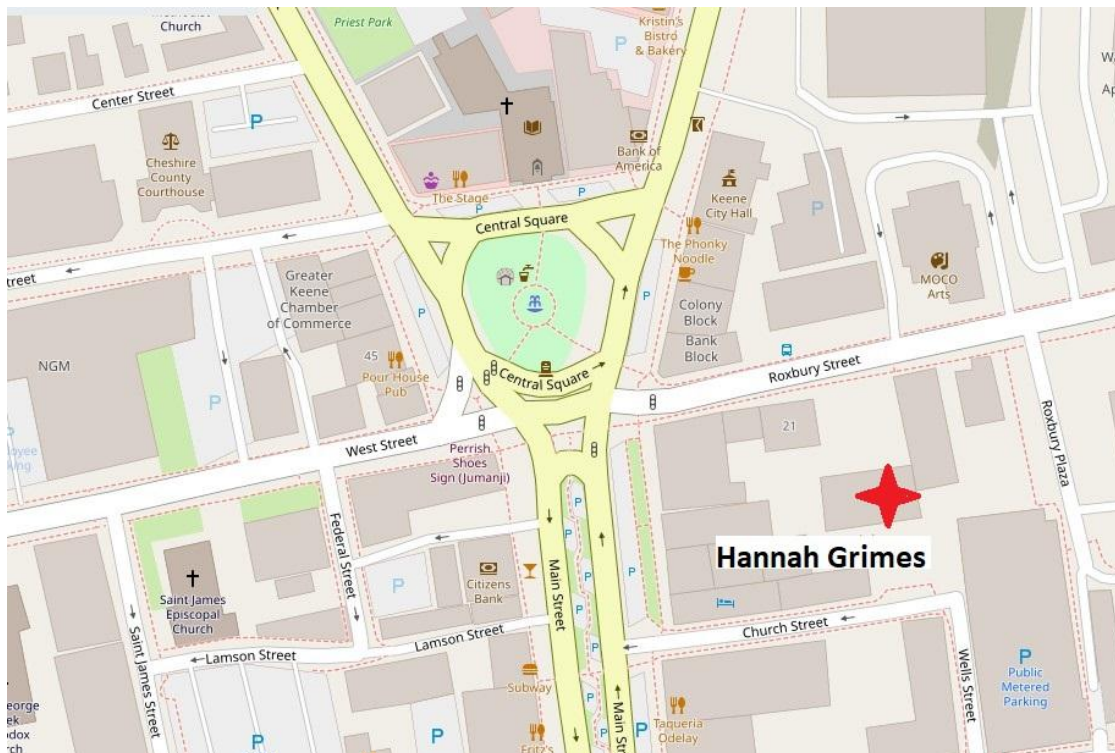 Church
Priest Park
Kristin's
Bistro
& Bakery
P
Center Street
P
Cheshire
County
Courthouse
Bank of
America
The Stage
P
P
Keene
City Hall
P
Central Square
The Phonky
Noodle
MOCO
Arts
Street
Greater
Keene
Chamber
of Commerce
P
P
Colony
Block
Bank
Block
NGM
45
Pour House
Pub
Central Square
Roxbury Street
P
West Street
21
Perrish
Shoes
Sign (Jumanji)
Roxbury Plaza
P
P
Federal Street
Hannah Grimes
Main Street
P
Citizens
Bank
P
P
Saint James
Episcopal
Church
Saint James Street
Lamson Street
Lamson Street
Church Street
Wells Street
P
Public
Metered
Parking
Subway
P
P
P
P
Main St
Taqueria
Odelay
Fritz's